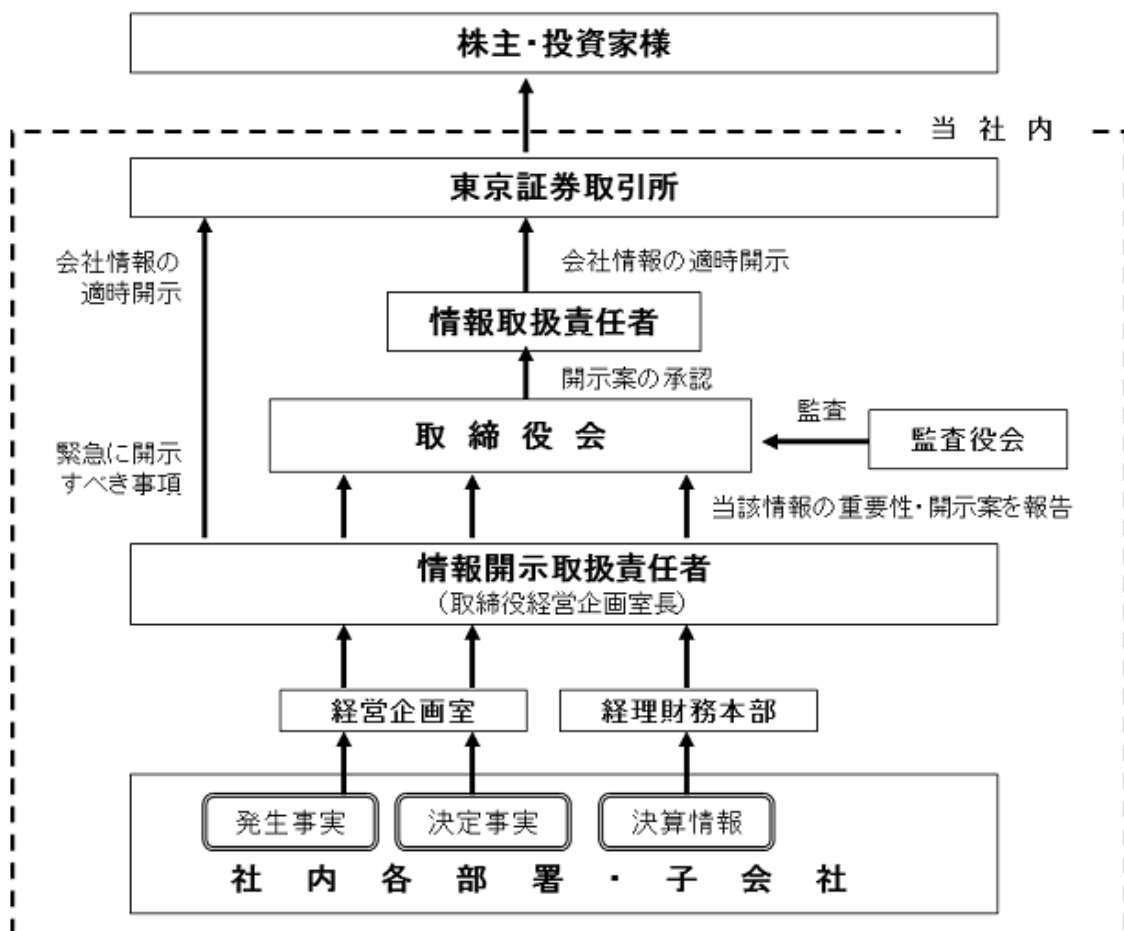 株主・投資家様
当社内
東京証券取引所
会社情報の
適時開示
会社情報の適時開示
情報取扱責任者
開示案の承認
監査
取締役会
監査役会
緊急に開示
すべき事項
当該情報の重要性・開示案を報告
情報開示取扱責任者
（取締役経営企画室長）
経営企画室
経理財務本部
発生事実
決定事実
決算情報
社内各部署・子会社